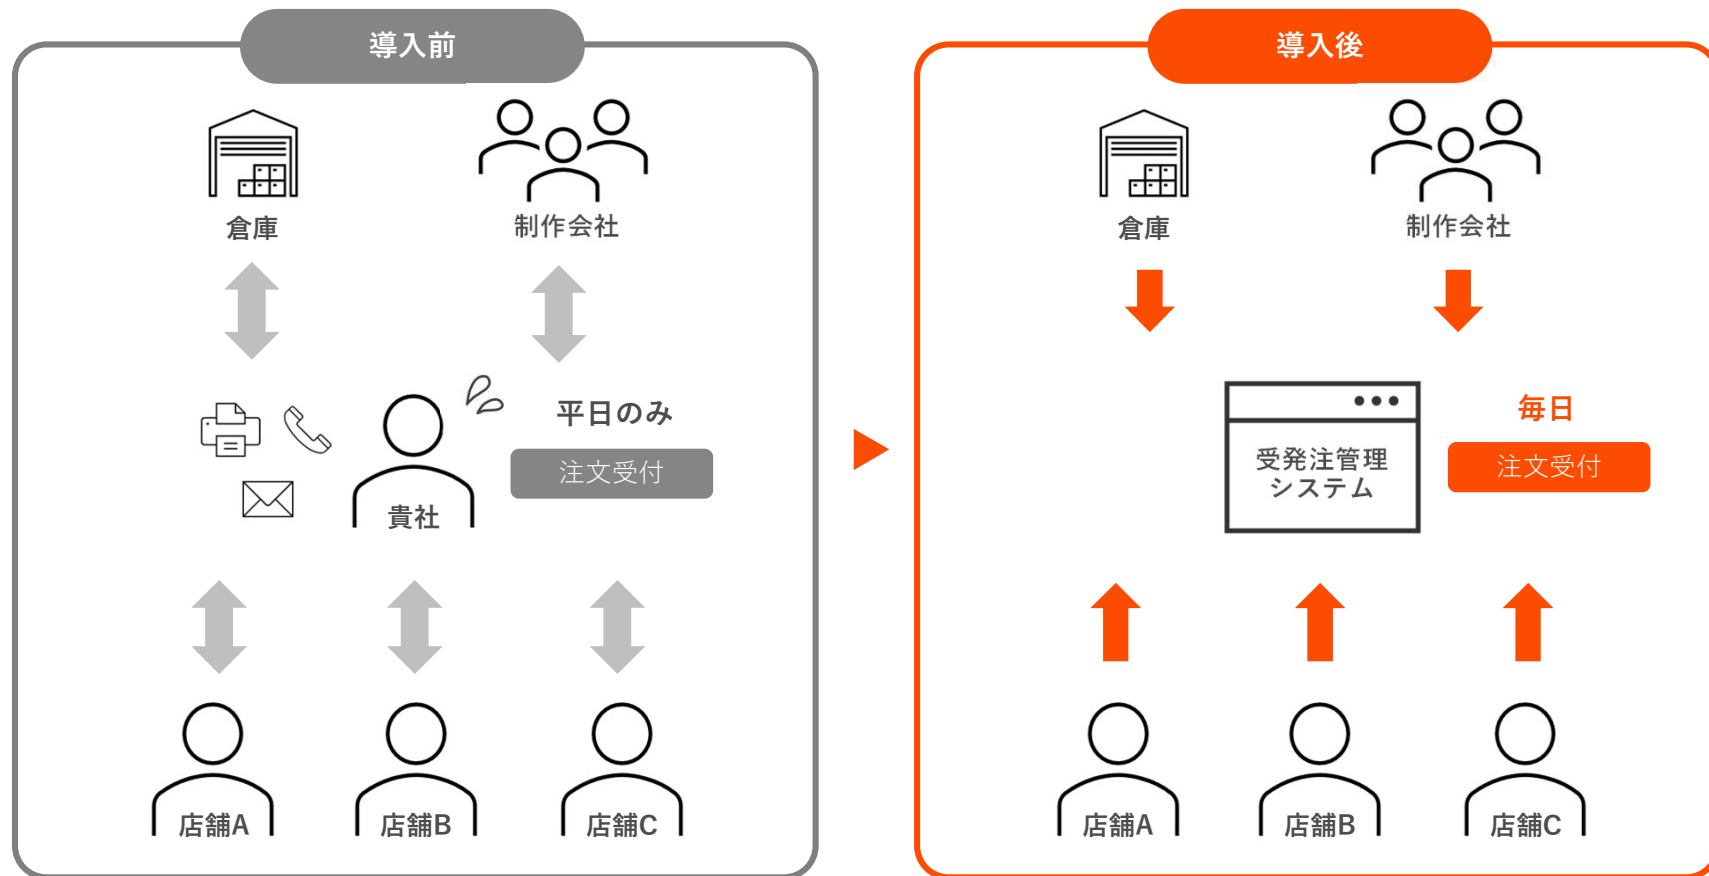 導入前
倉庫
制作会社
平日のみ
注文受付
貴社
店舗A
店舗B
店舗C
導入後
倉庫
制作会社
受発注管理
システム
毎日
注文受付
店舗A
店舗B
店舗C